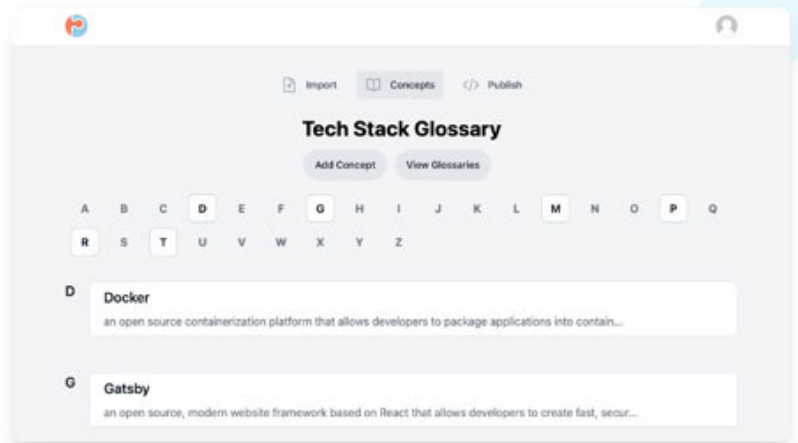 Import Concepts </> Publish
Tech Stack Glossary
Add Concept View Glossaries
A B C D E F G H I J K L M N O P Q
R S T U V W X Y Z
D
Docker
an open source containerization platform that allows developers to package applications into contain...
G
Gatsby
an open source, modern website framework based on React that allows developers to create fast, secur...